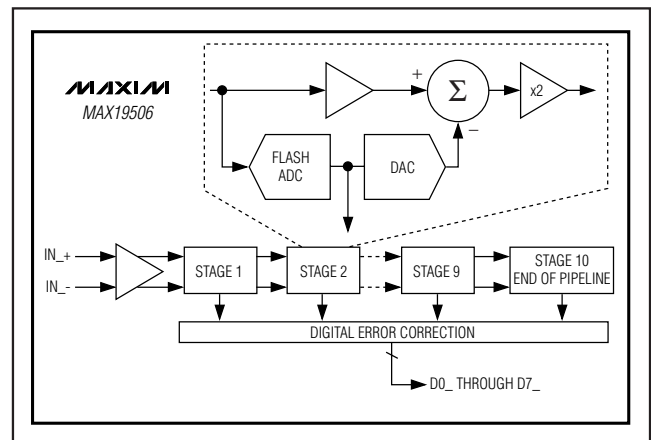 MAXIM
MAX19506
+
Σ
x2
−
FLASH
ADC
DAC
IN_+
IN_-
STAGE 1
STAGE 2
STAGE 9
STAGE 10
END OF PIPELINE
DIGITAL ERROR CORRECTION
D0_ THROUGH D7_